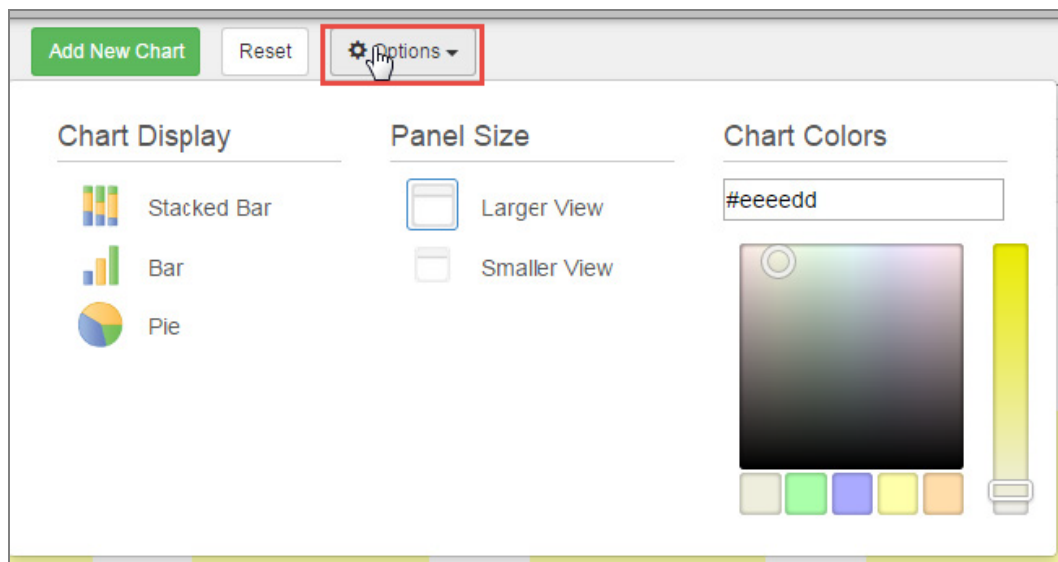 Add New Chart
Reset
Options
Chart Display
Stacked Bar
Bar
Pie
Panel Size
Larger View
Smaller View
Chart Colors
#eeeedd